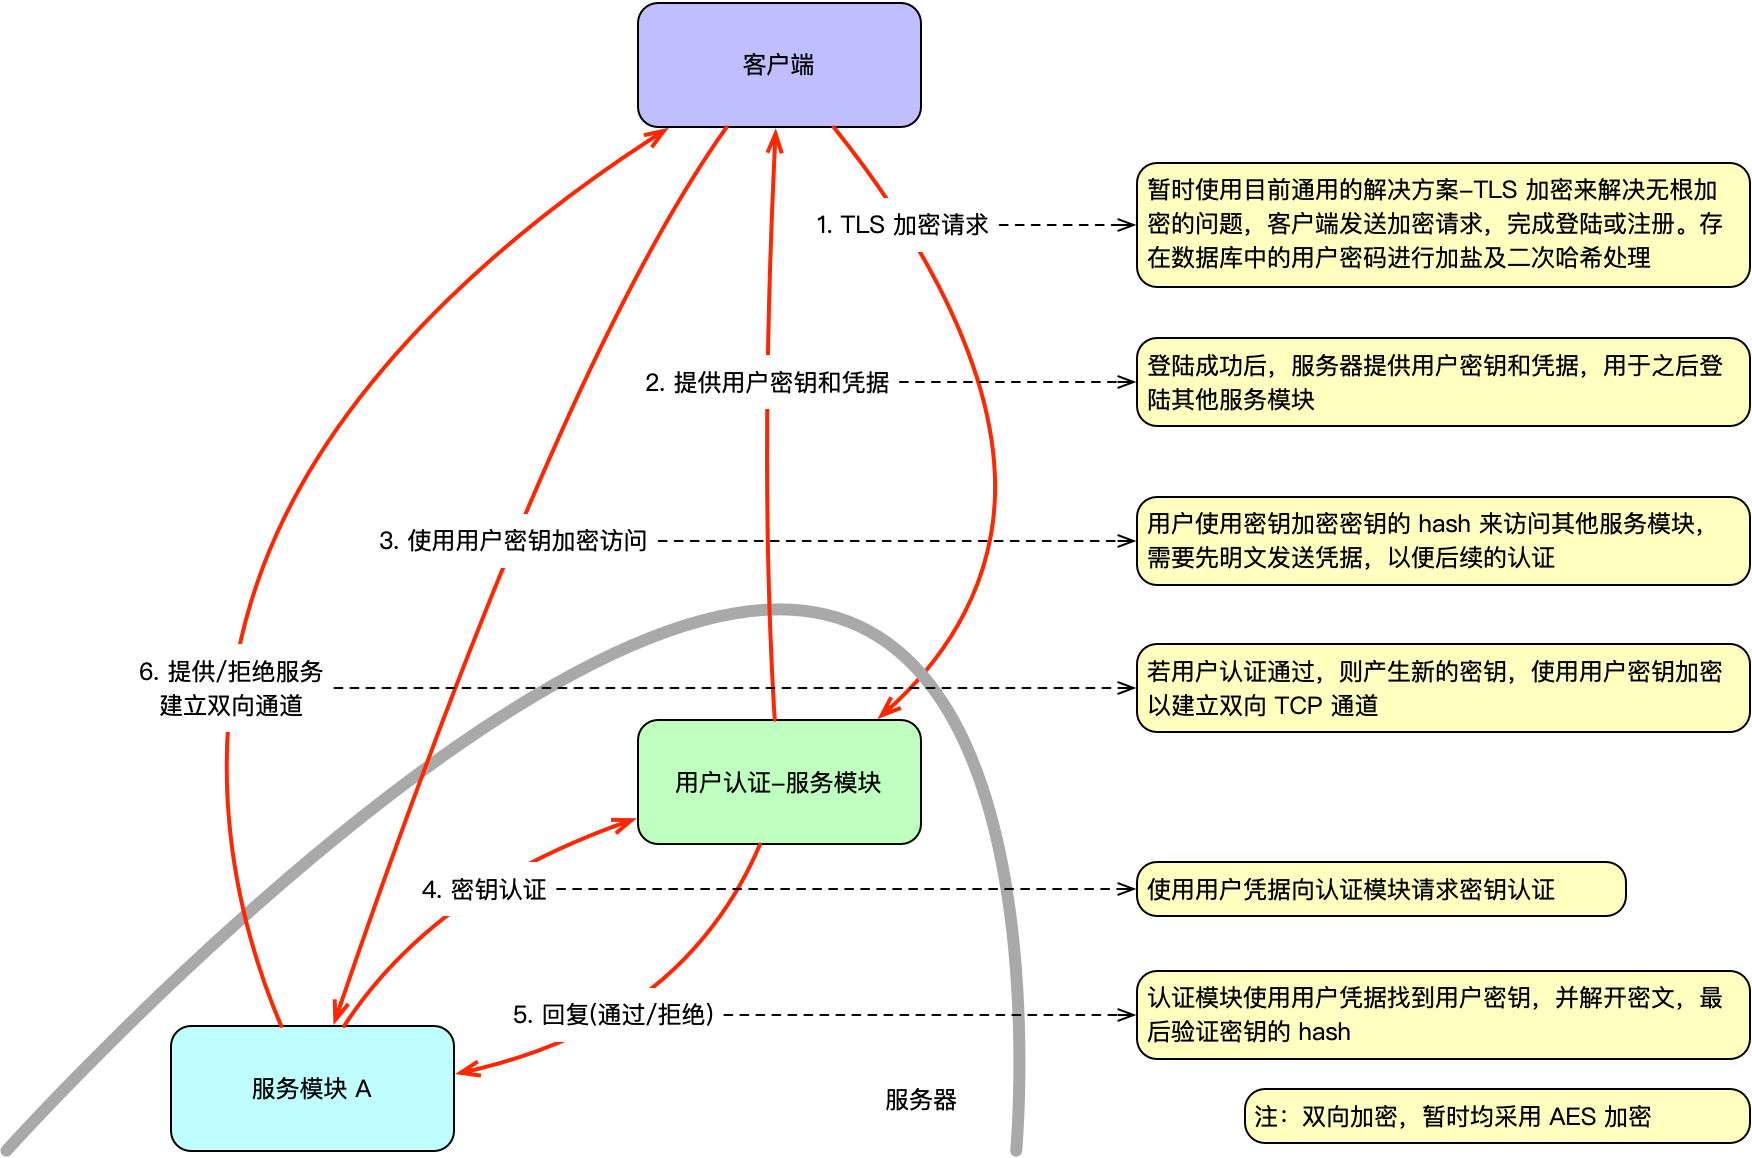 客户端
1. TLS 加密请求
暂时使用目前通用的解决方案-TLS 加密来解决无根加
密的问题，客户端发送加密请求，完成登陆或注册。存
在数据库中的用户密码进行加盐及二次哈希处理
2. 提供用户密钥和凭据
登陆成功后，服务器提供用户密钥和凭据，用于之后登
陆其他服务模块
3. 使用用户密钥加密访问
用户使用密钥加密密钥的 hash 来访问其他服务模块，
需要先明文发送凭据，以便后续的认证
6. 提供/拒绝服务
建立双向通道
若用户认证通过，则产生新的密钥，使用用户密钥加密
以建立双向 TCP 通道
用户认证-服务模块
4. 密钥认证
使用用户凭据向认证模块请求密钥认证
5. 回复(通过/拒绝)
认证模块使用用户凭据找到用户密钥，并解开密文，最
后验证密钥的 hash
服务模块 A
服务器
注：双向加密，暂时均采用 AES 加密